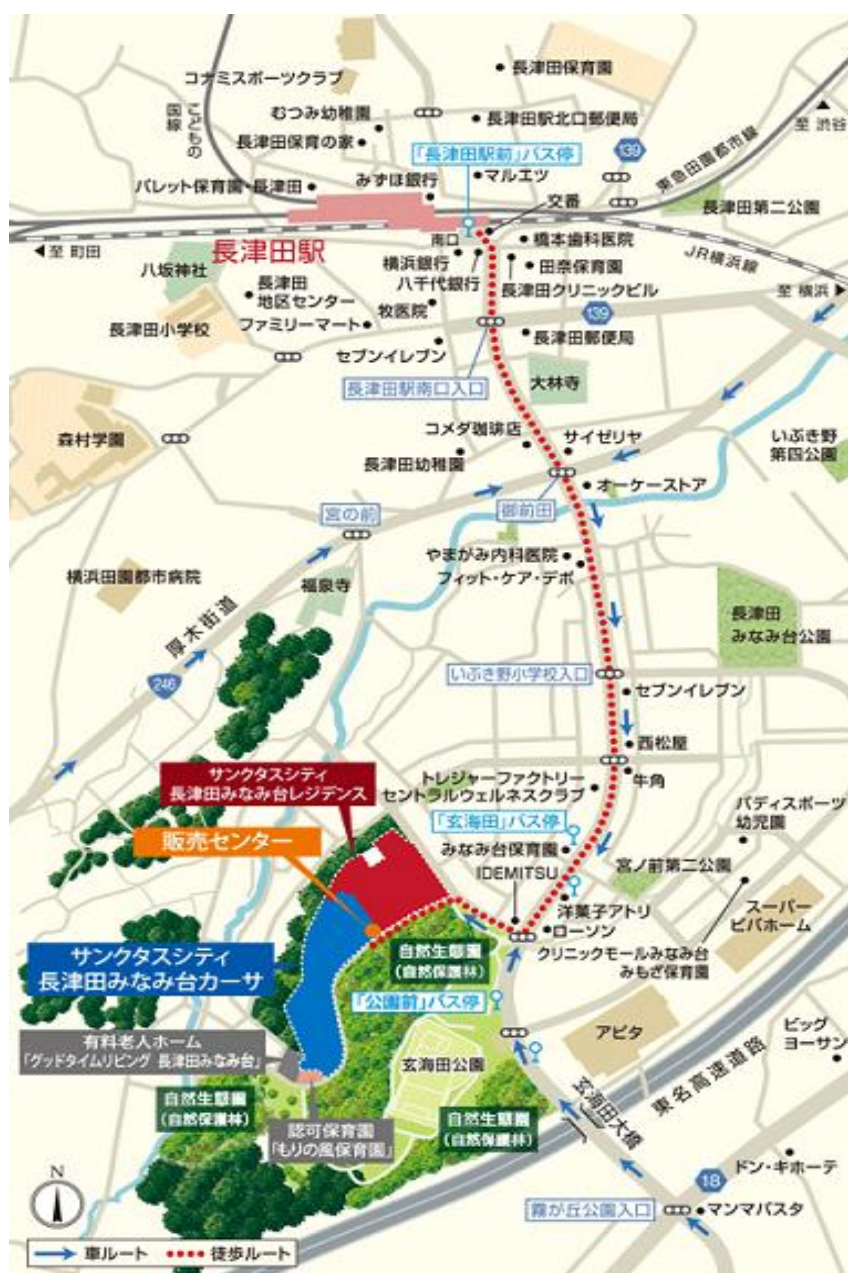 コナミスポーツクラブ
長津田保育園
こどもの
国線
むつみ幼稚園
長津田駅北口郵便局
至 渋谷
長津田保育の家
「長津田駅前」バス停
139
東急田園都市線
パレット保育園・長津田
みずほ銀行
マルエツ
交番
長津田第二公園
至 町田
長津田駅
南口
橋本歯科医院
JR横浜線
八坂神社
横浜銀行
田奈保育園
八千代銀行
長津田
地区センター
牧医院
長津田クリニックビル
至 横浜
長津田小学校
ファミリーマート
139
セブンイレブン
長津田郵便局
長津田駅南口入口
大林寺
コメダ珈琲店
サイゼリヤ
森村学園
長津田幼稚園
いぶき野
第四公園
オーケーストア
宮の前
御前田
やまがみ内科医院
フィット・ケア・デポ
横浜田園都市病院
福泉寺
長津田
みなみ台公園
厚木街道
246
いぶき野小学校入口
セブンイレブン
西松屋
サンクタスシティ
長津田みなみ台レジデンス
トレジャーファクトリー
セントラルウェルネスクラブ
牛角
バディスポーツ
幼児園
販売センター
「玄海田」バス停
みなみ台保育園
宮ノ前第二公園
IDEMITSU
洋菓子アトリ
ローソン
スーパー
ビバホーム
サンクタスシティ
長津田みなみ台カーサ
自然生態園
(自然保護林)
クリニックモールみなみ台
みもざ保育園
「公園前」バス停
有料老人ホーム
「グッドタイムリビング 長津田みなみ台」
アピタ
ビッグ
ヨーサン
玄海田公園
東名高速道路
自然生態園
(自然保護林)
玄海田大橋
自然生態園
(自然保護林)
認可保育園
「もりの風保育園」
ドン・キホーテ
18
N
霧が丘公園入口
マンマパスタ
車ルート
徒歩ルート